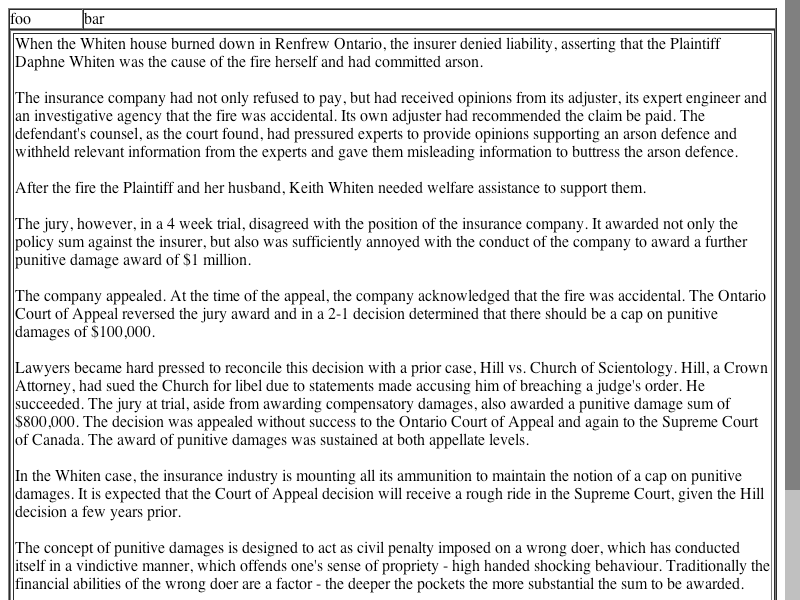 foo bar
When the Whiten house burned down in Renfrew Ontario, the insurer denied liability, asserting that the Plaintiff
Daphne Whiten was the cause of the fire herself and had committed arson.
The insurance company had not only refused to pay, but had received opinions from its adjuster, its expert engineer and
an investigative agency that the fire was accidental. Its own adjuster had recommended the claim be paid. The
defendant's counsel, as the court found, had pressured experts to provide opinions supporting an arson defence and
withheld relevant information from the experts and gave them misleading information to buttress the arson defence.
After the fire the Plaintiff and her husband, Keith Whiten needed welfare assistance to support them.
The jury, however, in a 4 week trial, disagreed with the position of the insurance company. It awarded not only the
policy sum against the insurer, but also was sufficiently annoyed with the conduct of the company to award a further
punitive damage award of $1 million.
The company appealed. At the time of the appeal, the company acknowledged that the fire was accidental. The Ontario
Court of Appeal reversed the jury award and in a 2-1 decision determined that there should be a cap on punitive
damages of $100,000.
Lawyers became hard pressed to reconcile this decision with a prior case, Hill vs. Church of Scientology. Hill, a Crown
Attorney, had sued the Church for libel due to statements made accusing him of breaching a judge's order. He
succeeded. The jury at trial, aside from awarding compensatory damages, also awarded a punitive damage sum of
$800,000. The decision was appealed without success to the Ontario Court of Appeal and again to the Supreme Court
of Canada. The award of punitive damages was sustained at both appellate levels.
In the Whiten case, the insurance industry is mounting all its ammunition to maintain the notion of a cap on punitive
damages. It is expected that the Court of Appeal decision will receive a rough ride in the Supreme Court, given the Hill
decision a few years prior.
The concept of punitive damages is designed to act as civil penalty imposed on a wrong doer, which has conducted
itself in a vindictive manner, which offends one's sense of propriety - high handed shocking behaviour. Traditionally the
financial abilities of the wrong doer are a factor - the deeper the pockets the more substantial the sum to be awarded.